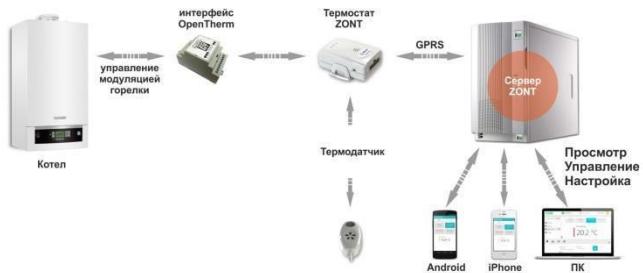 интерфейс
OpenTherm
Термостат
ZONT
GPRS
управление
модуляцией
горелки
Сервер
ZONT
Котел
Термодатчик
Просмотр
Управление
Настройка
20.2 °C
Android
iPhone
ПК